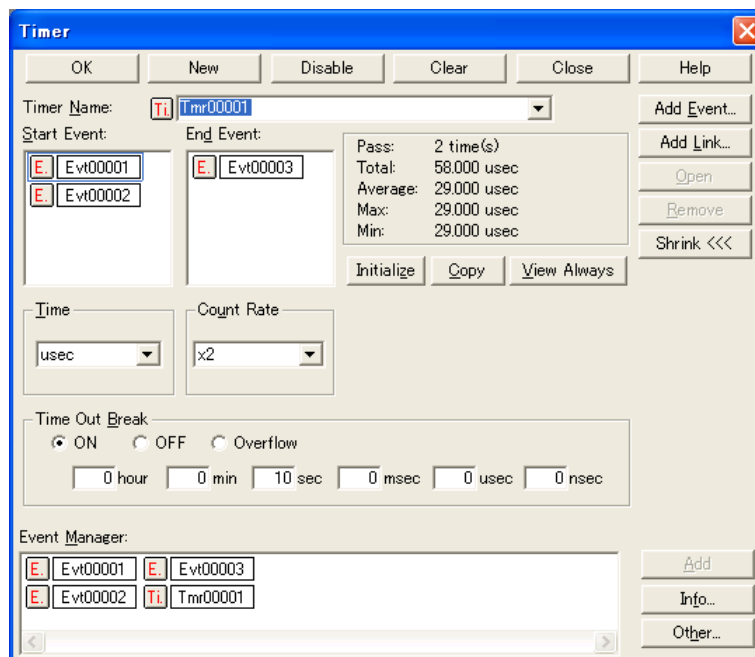 Timer
OK New Disable Clear Close Help
Timer Name: Ti. Tmr00001 Add Event...
Start Event: End Event: Add Link...
E. Evt00001 E. Evt00003 Pass: 2 time(s)
E. Evt00002 Total: 58.000 usec Open
Average: 29.000 usec
Max: 29.000 usec Remove
Min: 29.000 usec
Shrink <<<
Initialize Copy View Always
Time Count Rate
usec x2
Time Out Break
ON OFF Overflow
0 hour 0 min 10 sec 0 msec 0 usec 0 nsec
Event Manager:
E. Evt00001 E. Evt00003 Add
E. Evt00002 Ti. Tmr00001 Info...
Other...